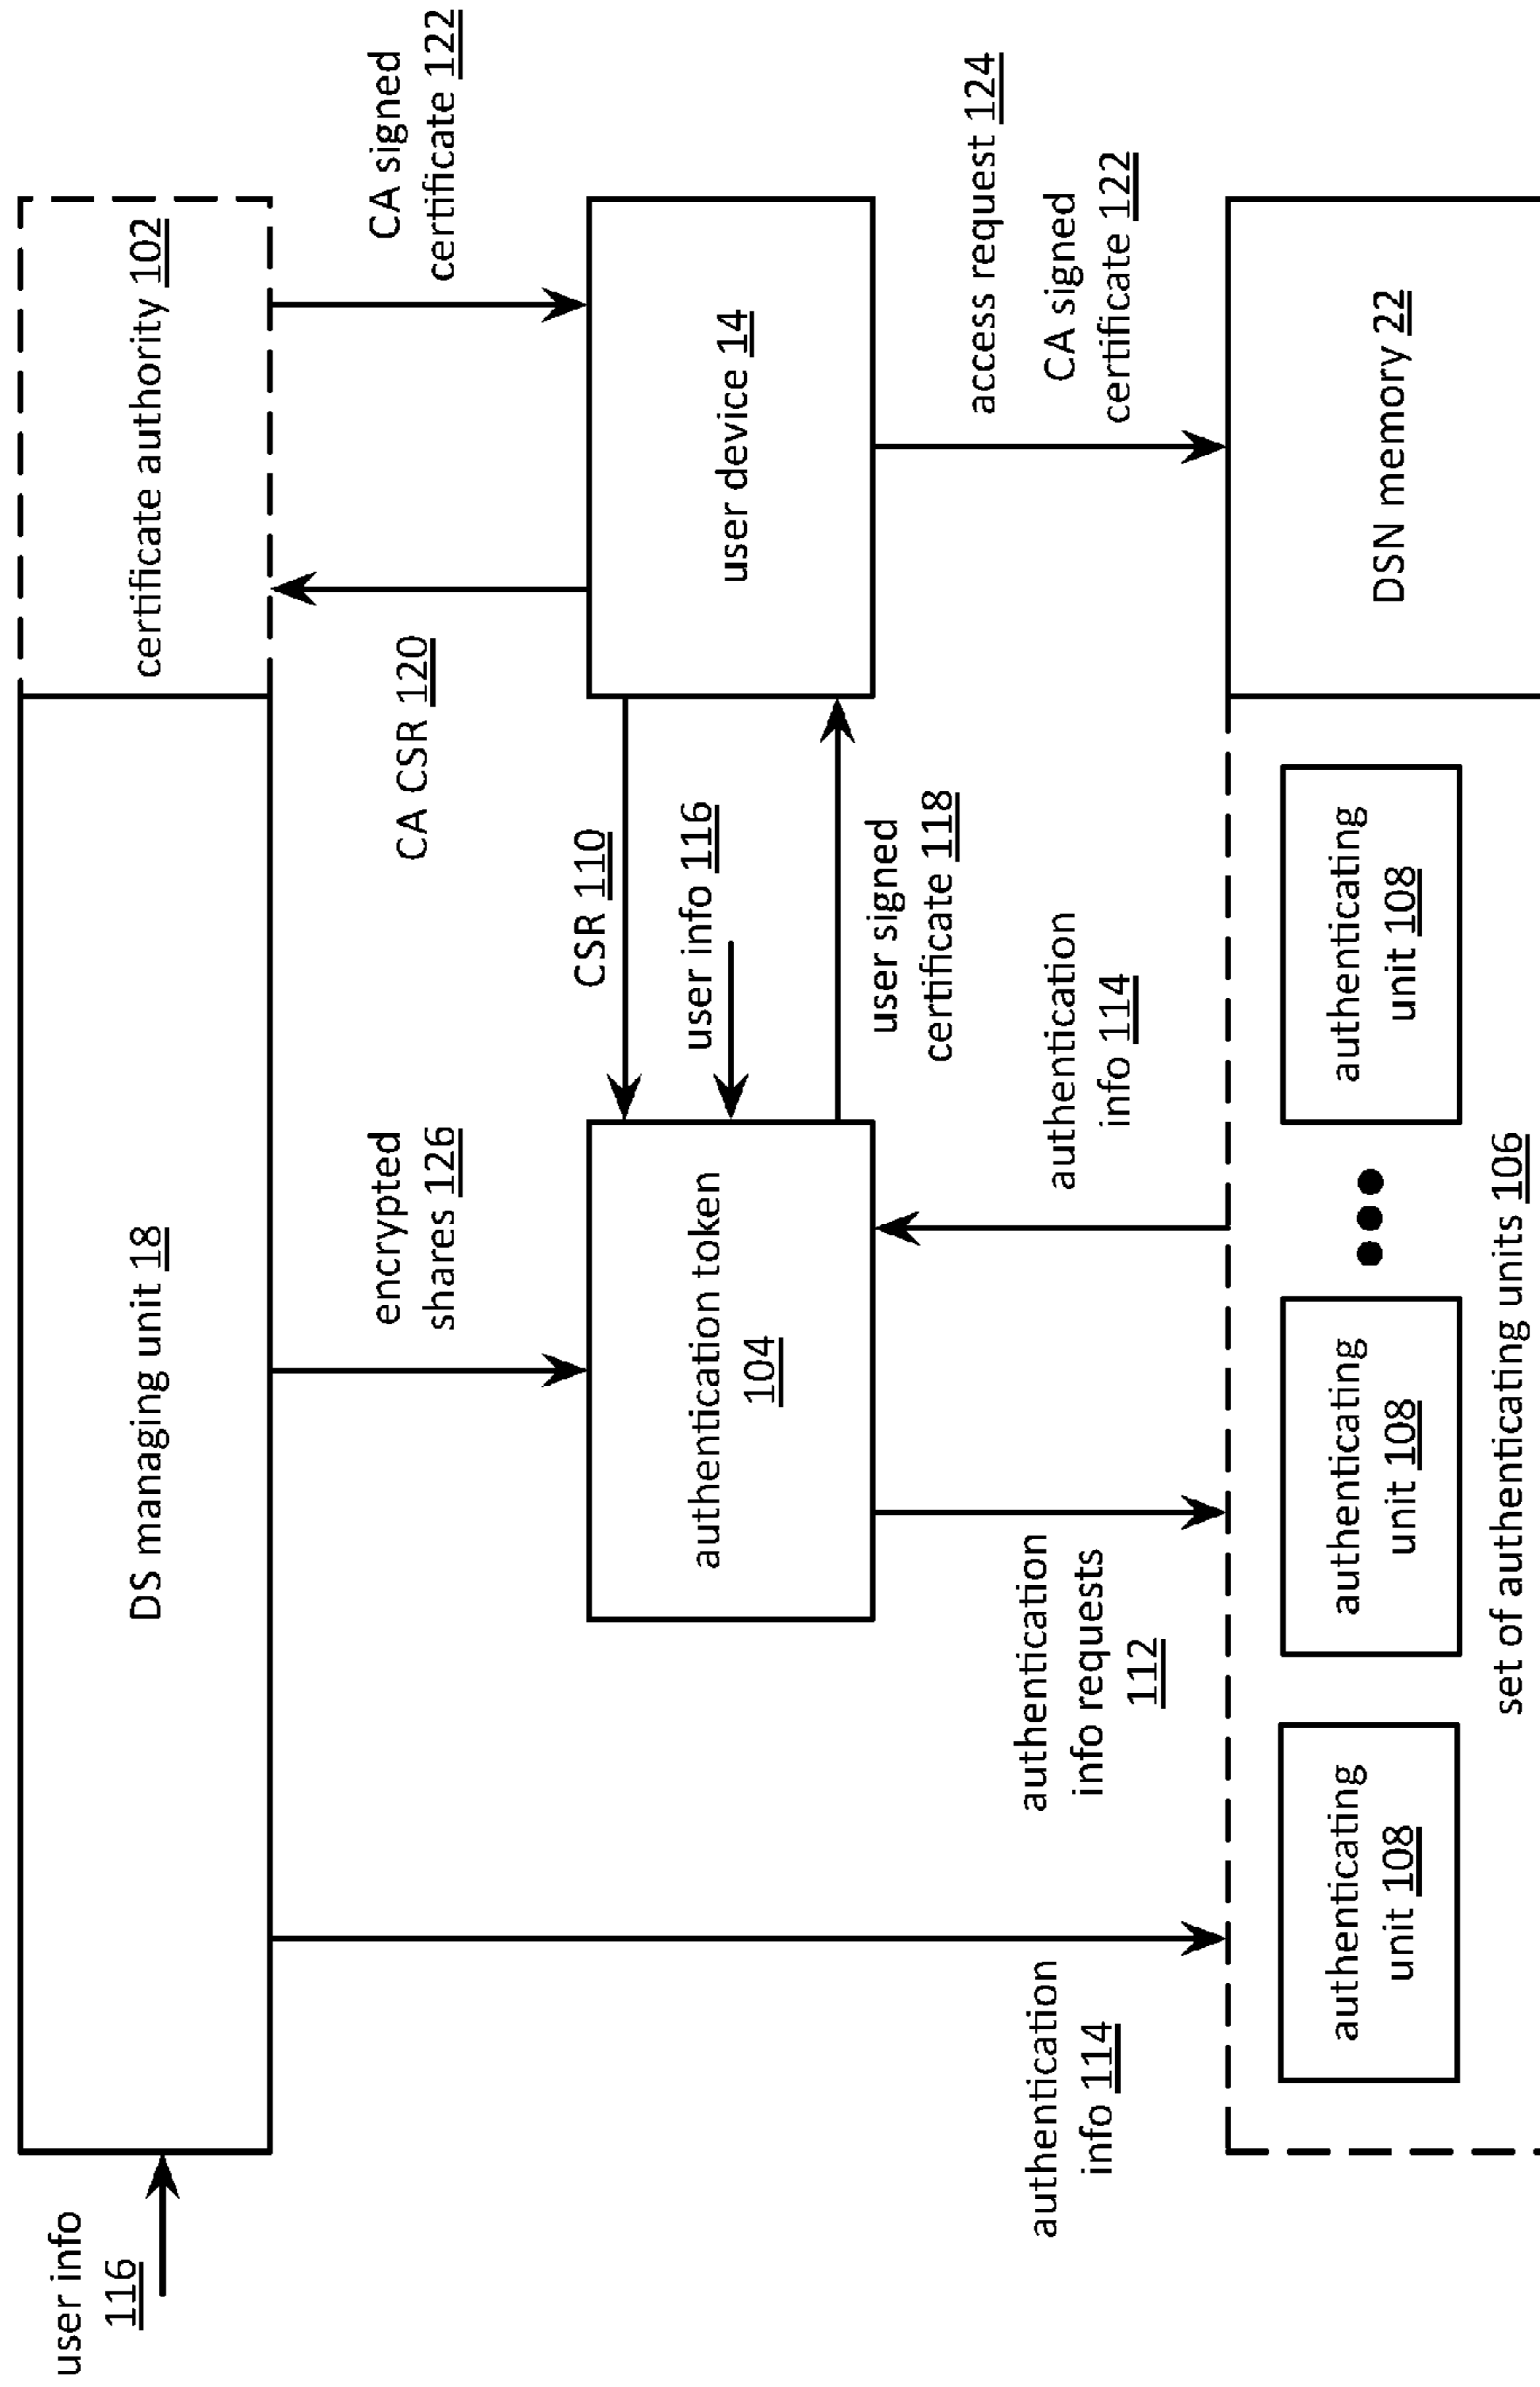 user info
116
DS managing unit 18
certificate authority 102
encrypted
shares 126
CA CSR 120
CA signed
certificate 122
authentication token
104
CSR 110
user info 116
user signed
certificate 118
user device 14
authentication
info 114
authentication
info requests
112
authentication
info 114
access request 124
CA signed
certificate 122
authenticating
unit 108
authenticating
unit 108
authenticating
unit 108
set of authenticating units 106
DSN memory 22